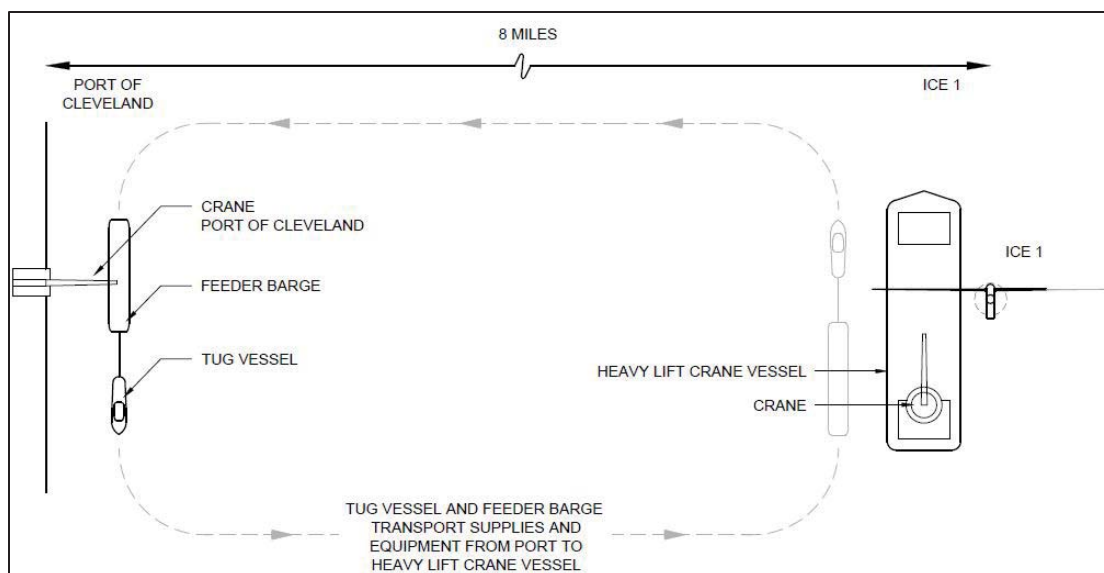 8 MILES
PORT OF
CLEVELAND
ICE 1
CRANE
PORT OF CLEVELAND
ICE 1
FEEDER BARGE
TUG VESSEL
HEAVY LIFT CRANE VESSEL
CRANE
TUG VESSEL AND FEEDER BARGE
TRANSPORT SUPPLIES AND
EQUIPMENT FROM PORT TO
HEAVY LIFT CRANE VESSEL